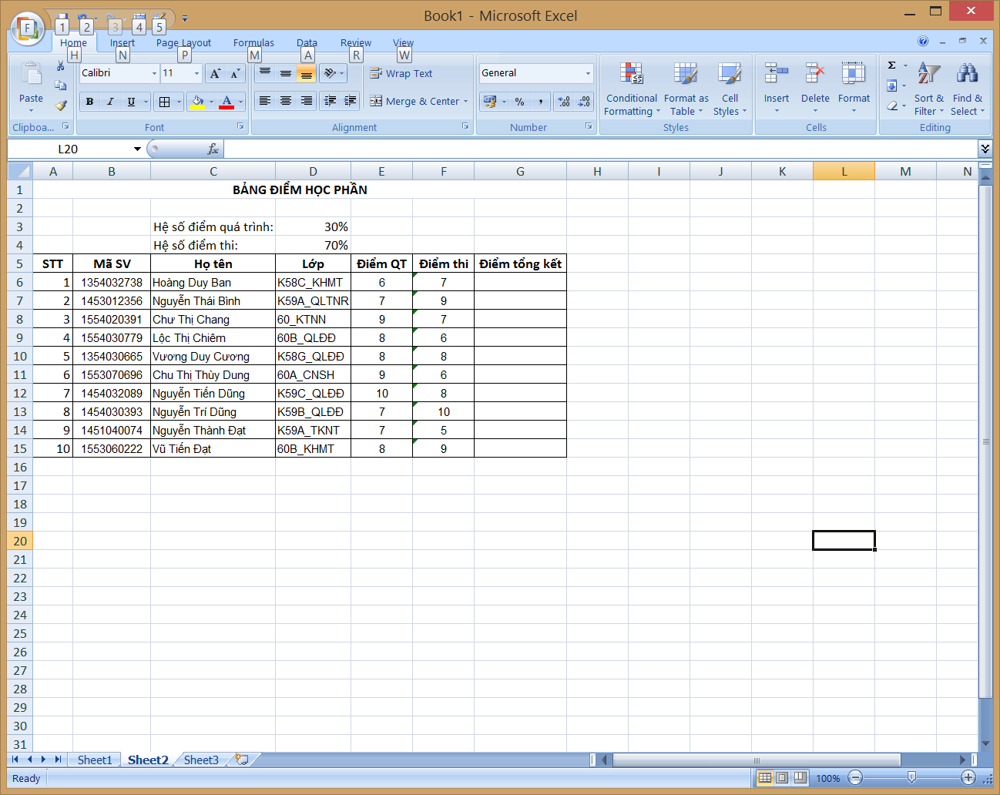 Book1 - Microsoft Excel
F 1 2 3 4 5
Home Insert Page Layout Formulas Data Review View
H N P M A R W
Calibri 11 Wrap Text General Σ
Paste B I U A Merge & Center % , Conditional Formatting Format as Table Cell Styles Insert Delete Format Sort & Filter Find & Select
Clipboa... Font Alignment Number Styles Cells Editing
L20 fx
A B C D E F G H I J K L M N
1 BẢNG ĐIỂM HỌC PHẦN
2
3 Hệ số điểm quá trình: 30%
4 Hệ số điểm thi: 70%
5 STT Mã SV Họ tên Lớp Điểm QT Điểm thi Điểm tổng kết
6 1 1354032738 Hoàng Duy Ban K58C_KHMT 6 7
7 2 1453012356 Nguyễn Thái Bình K59A_QLTNR 7 9
8 3 1554020391 Chư Thị Chang 60_KTNN 9 7
9 4 1554030779 Lộc Thị Chiêm 60B_QLĐĐ 8 6
10 5 1354030665 Vương Duy Cương K58G_QLĐĐ 8 8
11 6 1553070696 Chu Thị Thùy Dung 60A_CNSH 9 6
12 7 1454032089 Nguyễn Tiến Dũng K59C_QLĐĐ 10 8
13 8 1454030393 Nguyễn Trí Dũng K59B_QLĐĐ 7 10
14 9 1451040074 Nguyễn Thành Đạt K59A_TKNT 7 5
15 10 1553060222 Vũ Tiến Đạt 60B_KHMT 8 9
16
17
18
19
20
21
22
23
24
25
26
27
28
29
30
31
Sheet1 Sheet2 Sheet3
Ready 100%